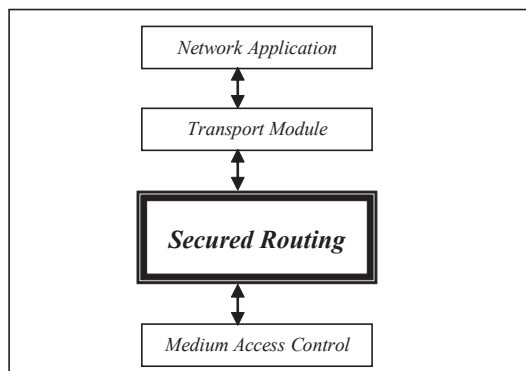 Network Application
Transport Module
Secured Routing
Medium Access Control